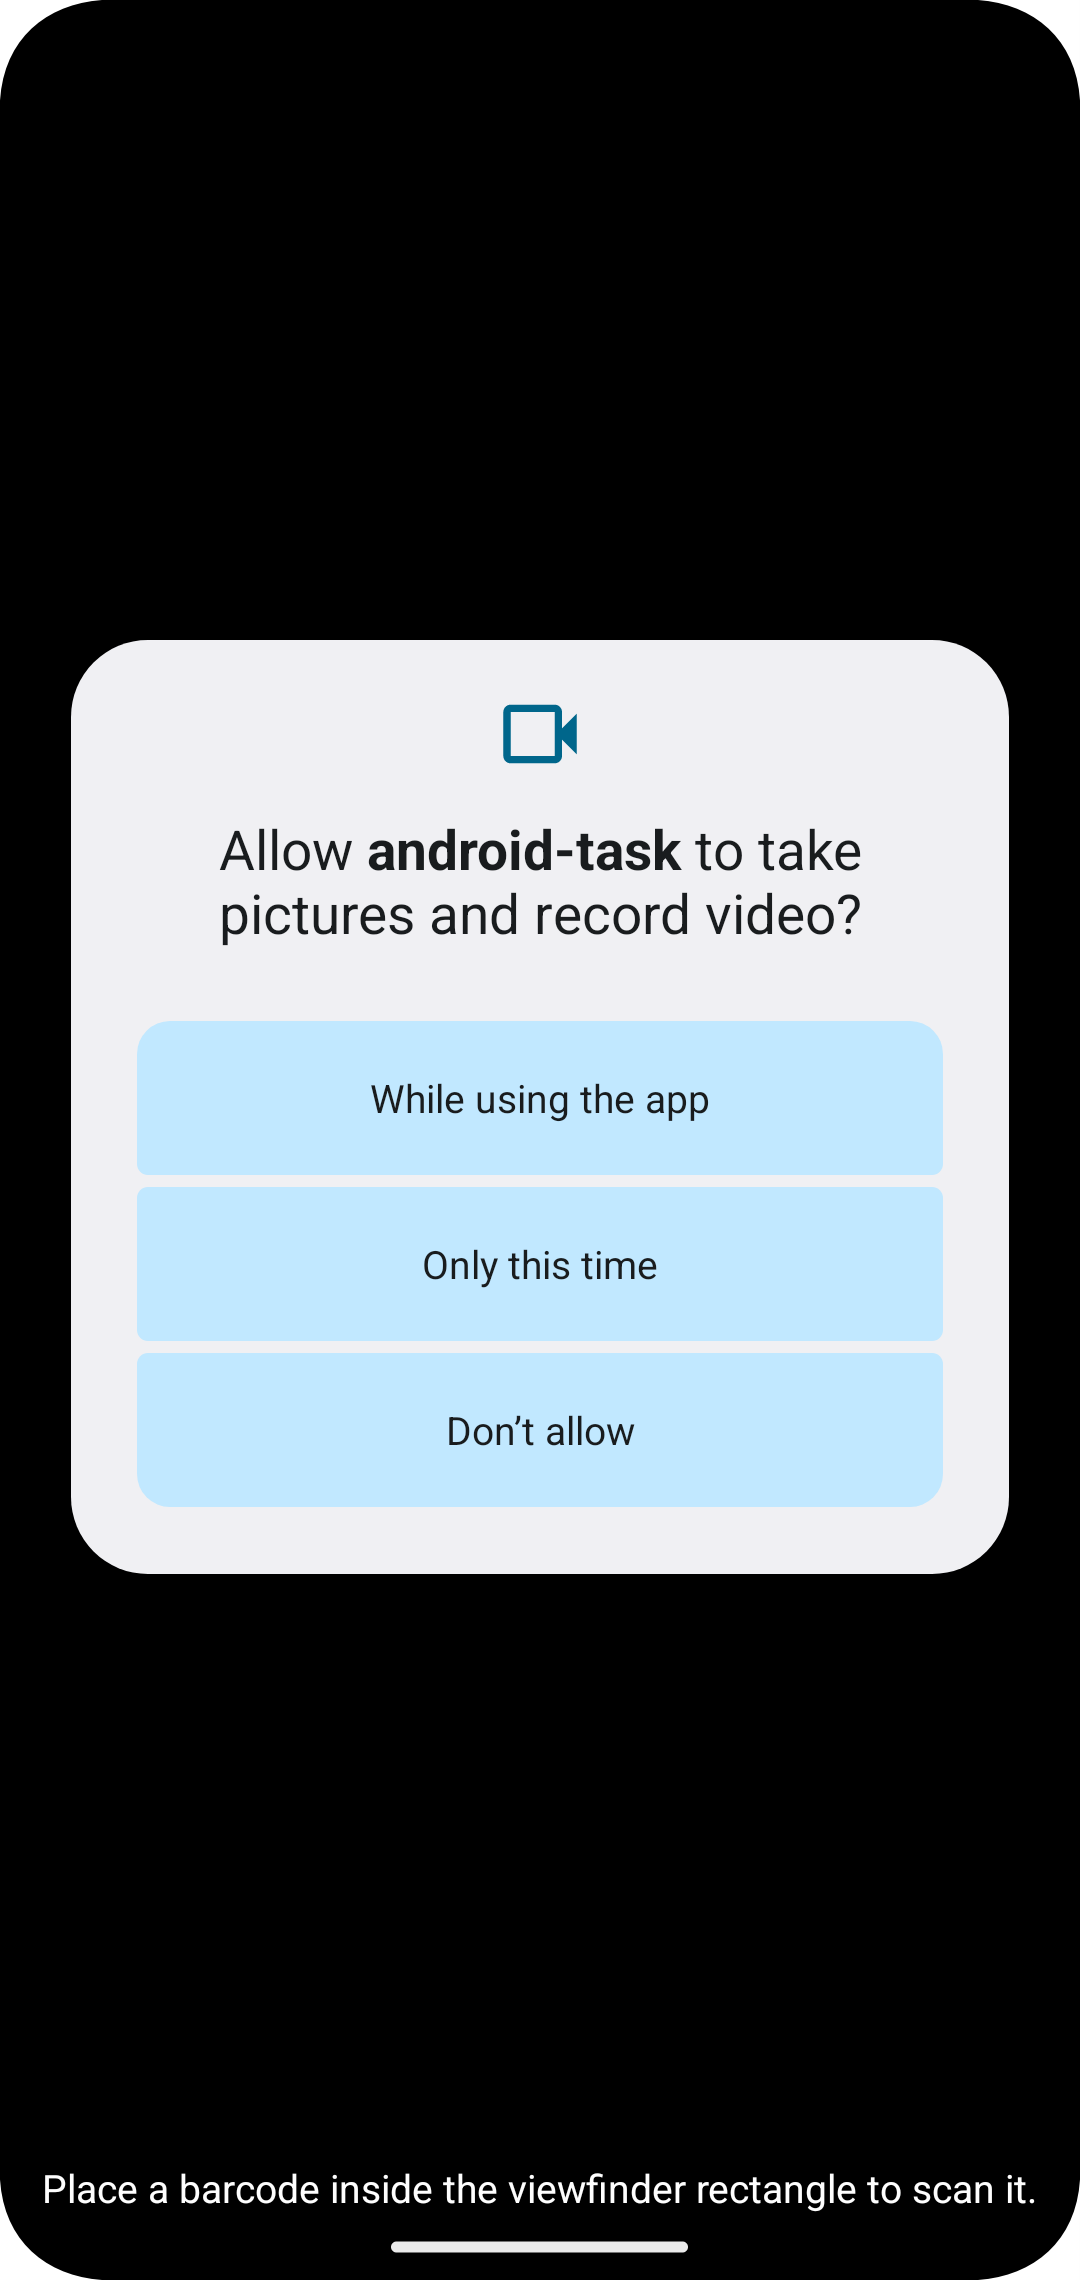 Allow android-task to take
pictures and record video?
While using the app
Only this time
Don’t allow
Place a barcode inside the viewfinder rectangle to scan it.